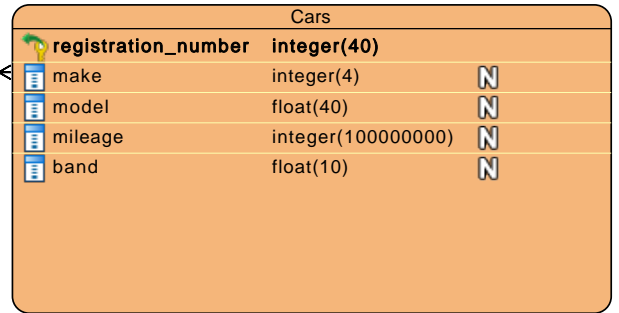 Cars
registration_number integer(40)
make integer(4) N
model float(40) N
mileage integer(100000000) N
band float(10) N